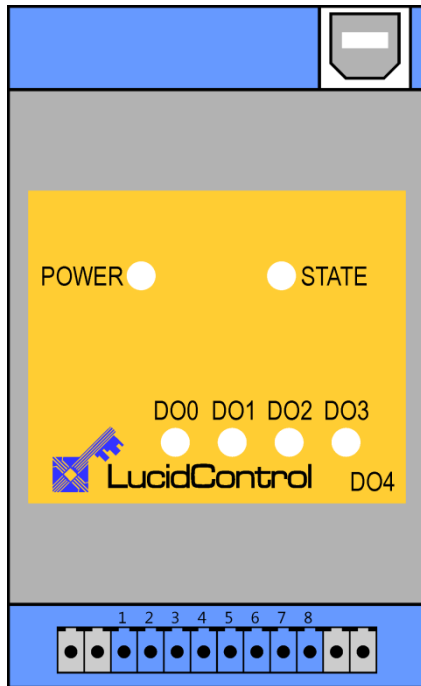 POWER STATE
DO0 DO1 DO2 DO3
LucidControl
DO4
1 2 3 4 5 6 7 8